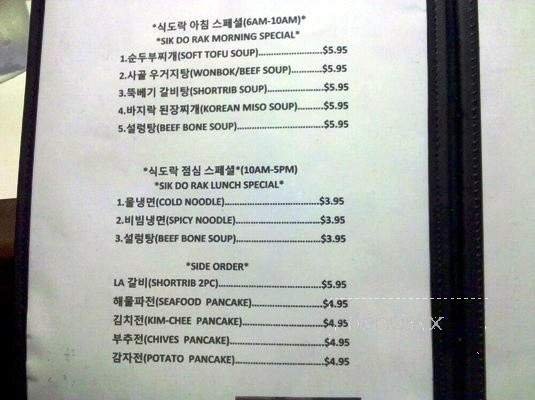 *식도락 아침 스페셜(6AM-10AM)*
*SIK DO RAK MORNING SPECIAL*
1.순두부찌개(SOFT TOFU SOUP)..............................$5.95
2.사골 우거지탕(WONBOK/BEEF SOUP)................$5.95
3.뚝배기 갈비탕(SHORTRIB SOUP).......................$5.95
4.바지락 된장찌개(KOREAN MISO SOUP)..........$5.95
5.설렁탕(BEEF BONE SOUP)...................................$5.95
*식도락 점심 스페셜*(10AM-5PM)
*SIK DO RAK LUNCH SPECIAL*
1.물냉면(COLD NOODLE)........................................$3.95
2.비빔냉면(SPICY NOODLE)...................................$3.95
3.설렁탕(BEEF BONE SOUP)...................................$3.95
*SIDE ORDER*
LA 갈비(SHORTRIB 2PC)...........................................$5.95
해물파전(SEAFOOD PANCAKE)................................$4.95
김치전(KIM-CHEE PANCAKE)...................................$4.95
부추전(CHIVES PANCAKE).......................................$4.95
감자전(POTATO PANCAKE).....................................$4.95